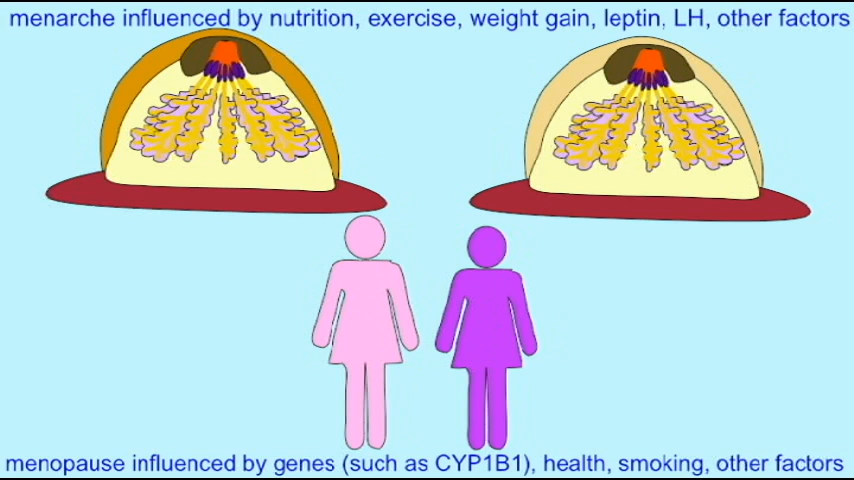 menarche influenced by nutrition, exercise, weight gain, leptin, LH, other factors
menopause influenced by genes (such as CYP1B1), health, smoking, other factors